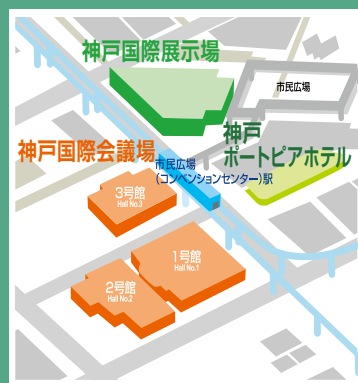 神戸国際展示場
市民広場
神戸
ポートピアホテル
神戸国際会議場
市民広場
(コンベンションセンター)駅
3号館
Hall No.3
1号館
Hall No.1
2号館
Hall No.2